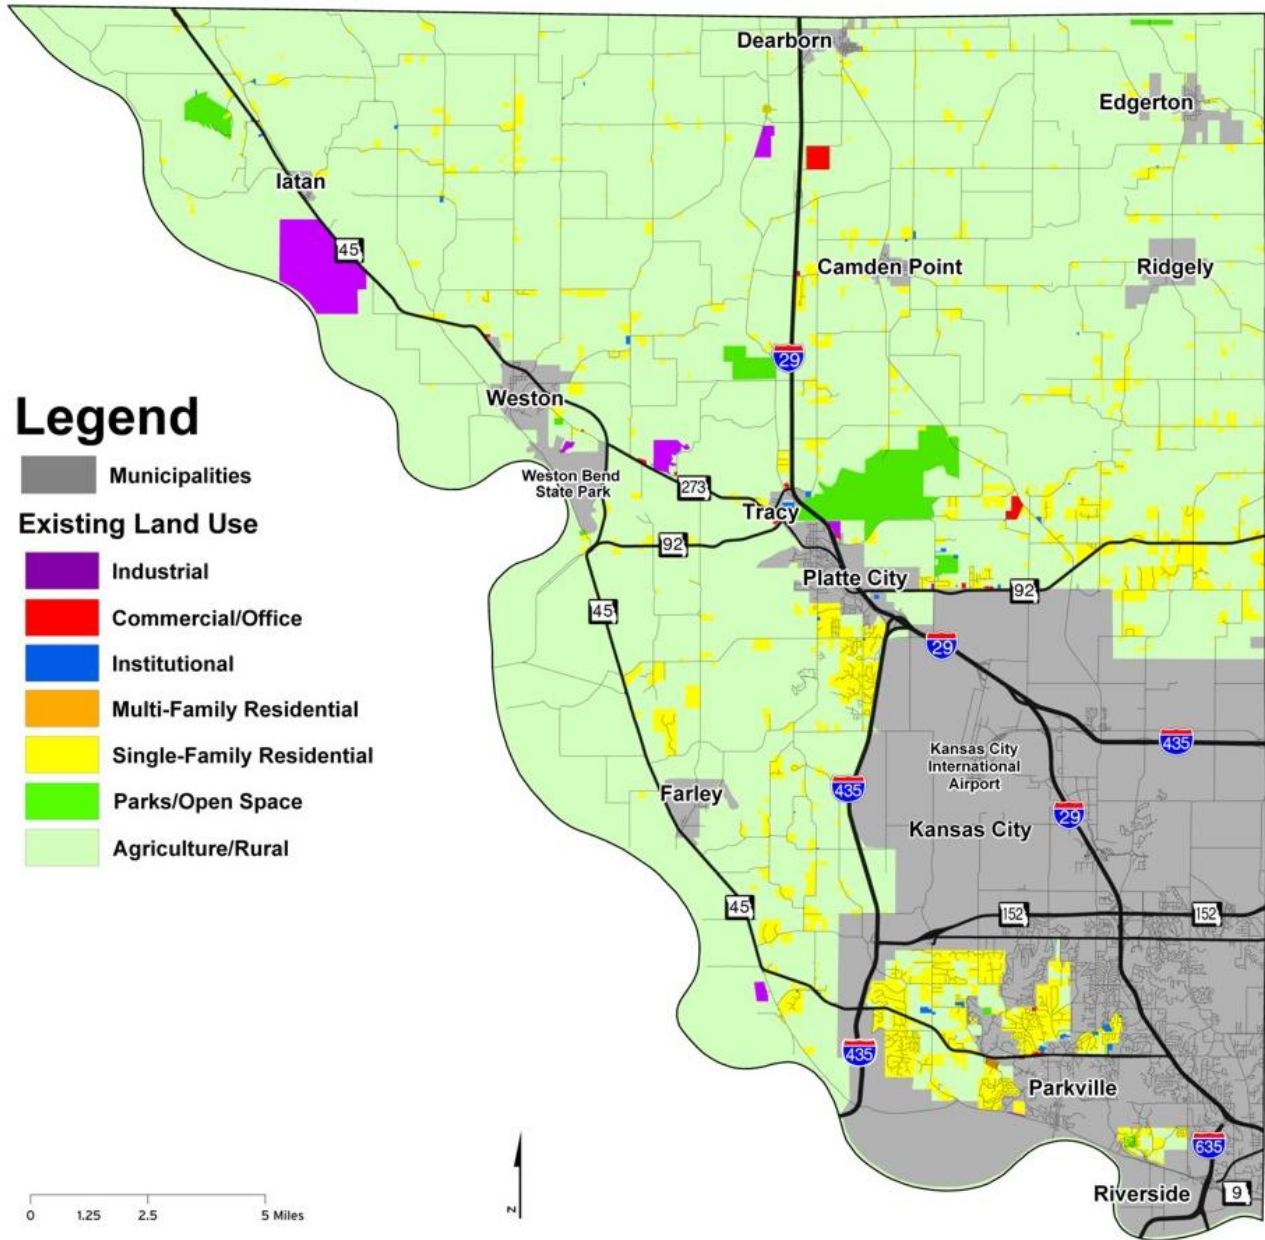 Dearborn
Edgerton
Iatan
45
Camden Point
Ridgely
29
Legend
Weston
Municipalities
Weston Bend
State Park
273
Existing Land Use
Tracy
92
Industrial
Platte City
92
Commercial/Office
45
29
Institutional
Multi-Family Residential
435
Single-Family Residential
Kansas City
International
Airport
435
Parks/Open Space
Farley
29
Kansas City
Agriculture/Rural
45
152
152
435
Parkville
635
Riverside
9
0
1.25
2.5
5 Miles
N